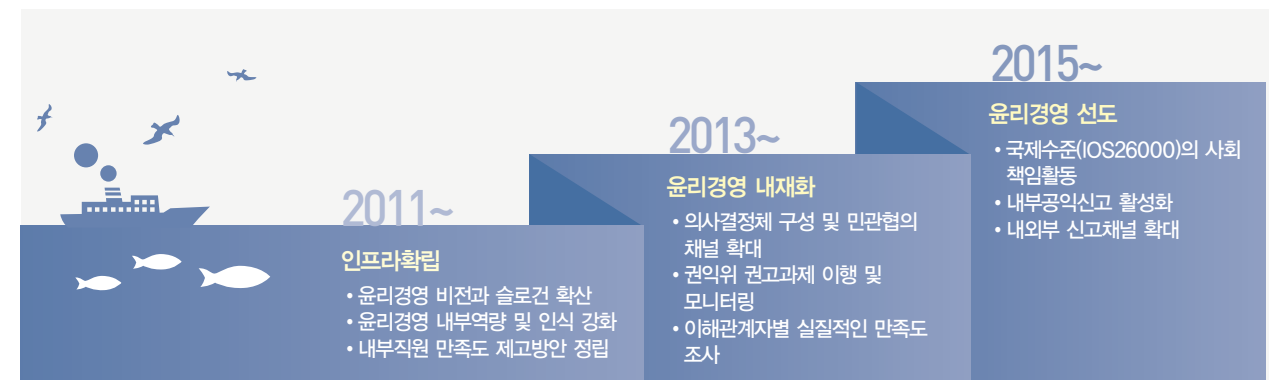 2011~
인프라확립
• 윤리경영 비전과 슬로건 확산
• 윤리경영 내부역량 및 인식 강화
• 내부직원 만족도 제고방안 정립
2013~
윤리경영 내재화
• 의사결정체 구성 및 민관협의
채널 확대
• 권익위 권고과제 이행 및
모니터링
• 이해관계자별 실질적인 만족도
조사
2015~
윤리경영 선도
• 국제수준(IOS26000)의 사회
책임활동
• 내부공익신고 활성화
• 내외부 신고채널 확대